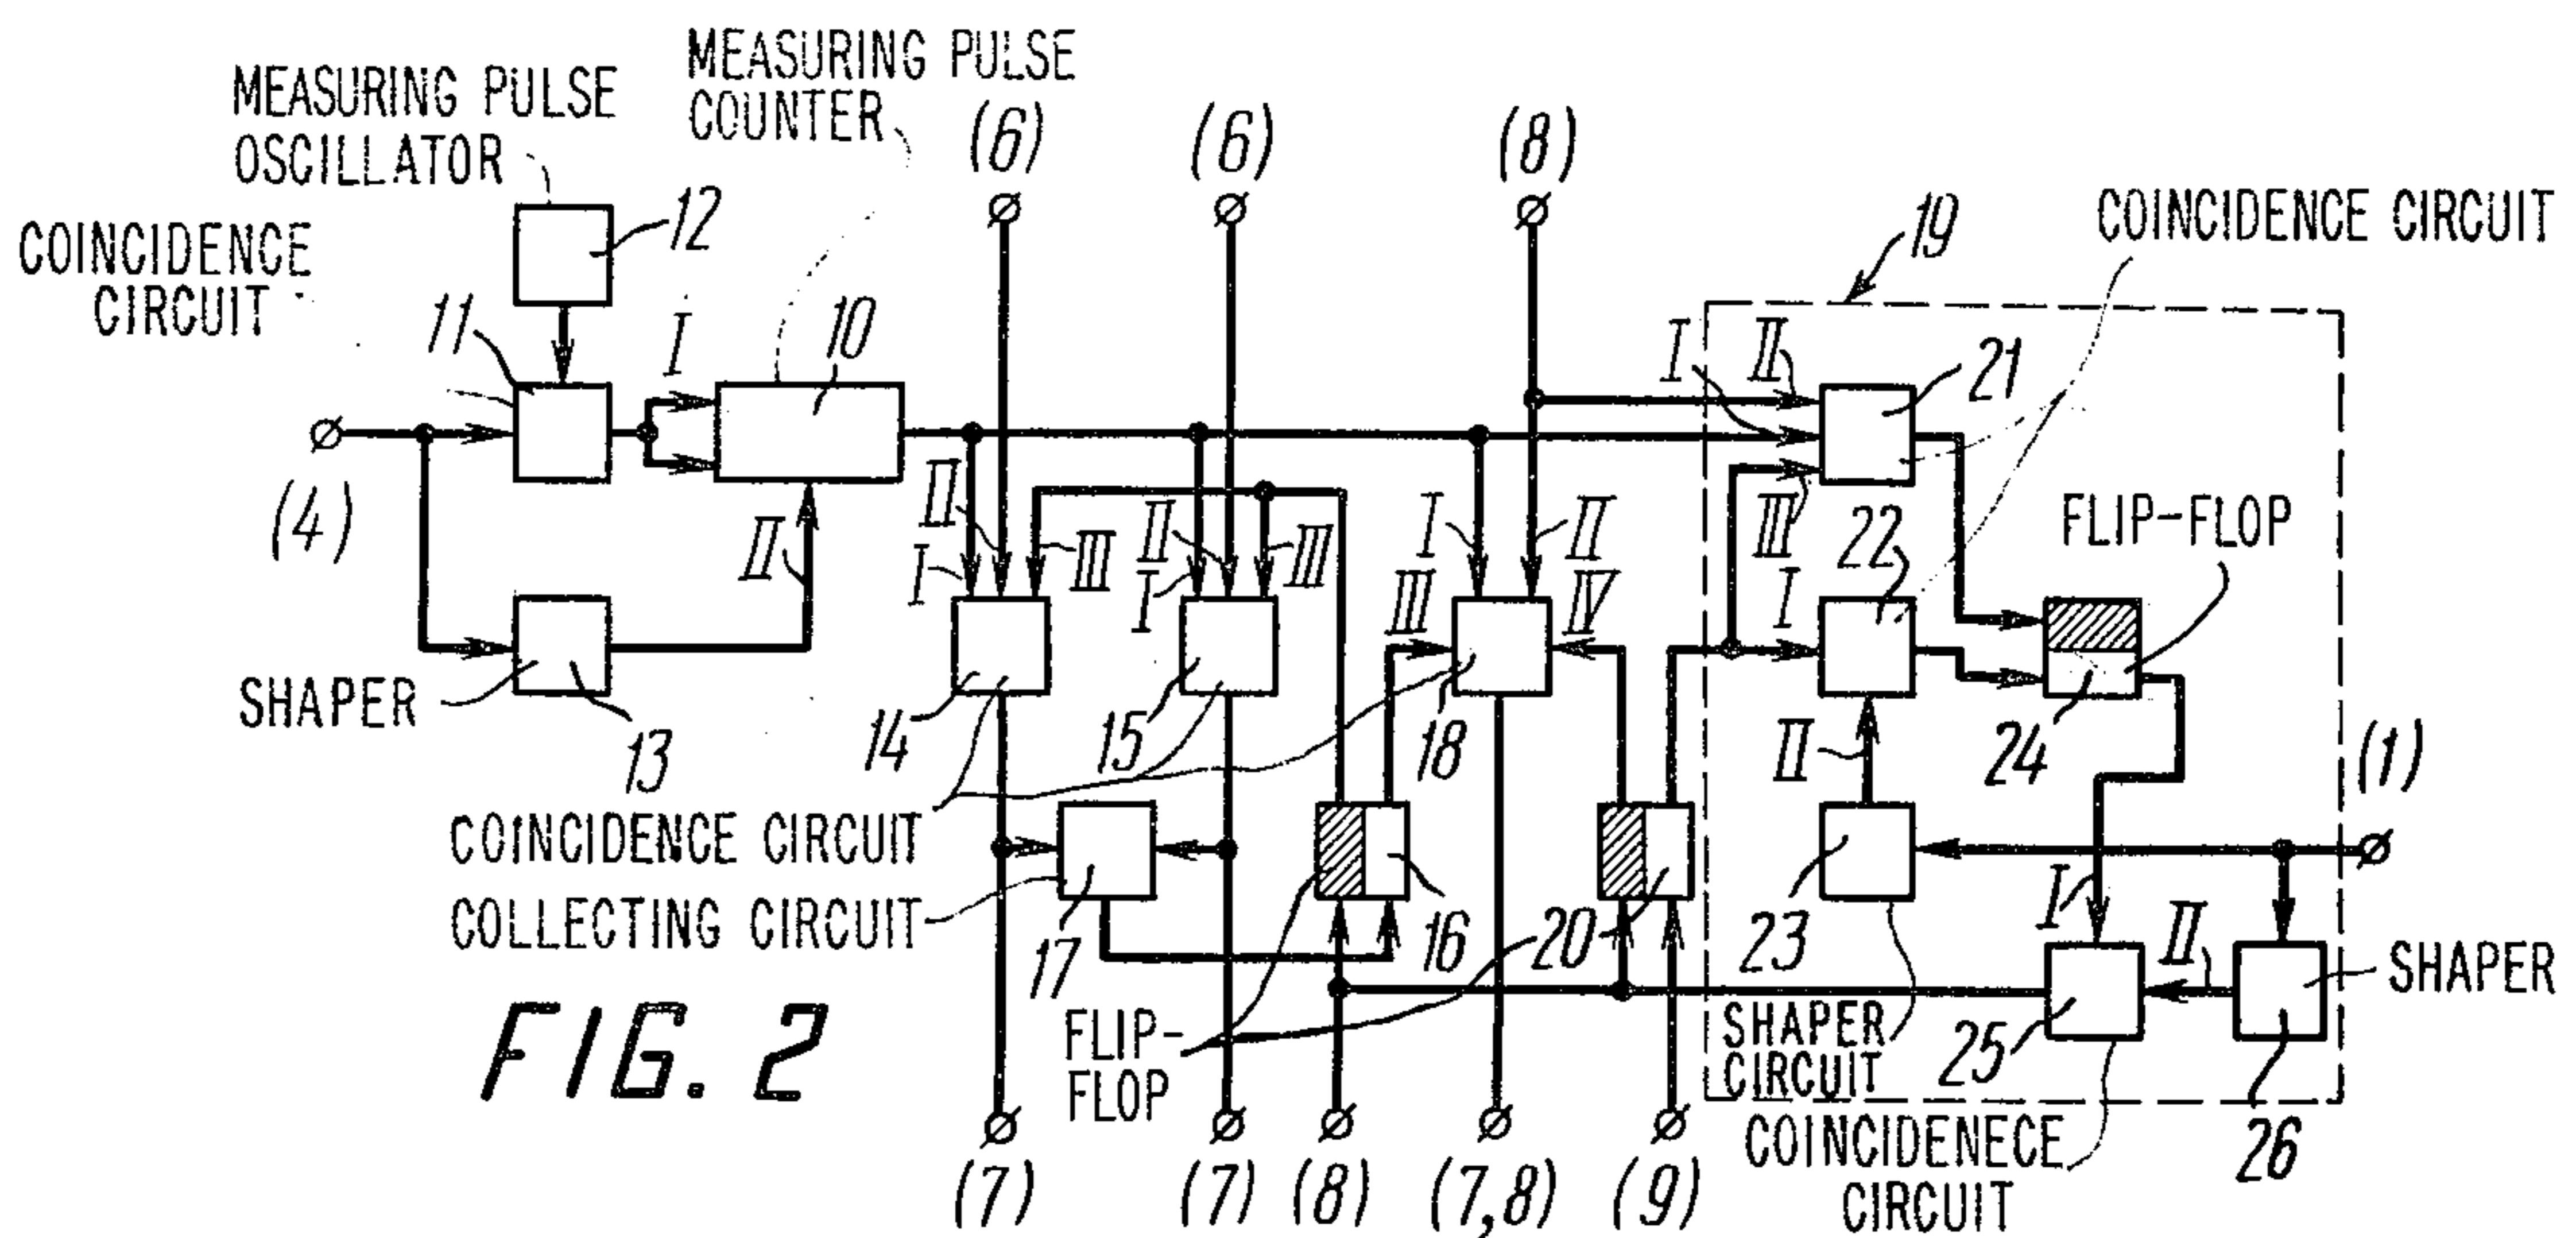 MEASURING PULSE
OSCILLATOR
MEASURING PULSE
COUNTER
(6)
(6)
(8)
COINCIDENCE
CIRCUIT
12
19
COINCIDENCE CIRCUIT
11
I
10
I
II
21
(4)
II
II
I
III
II
I
III
I
II
III
IV
III
I
22
FLIP-FLOP
SHAPER
13
14
15
18
II
24
(1)
COINCIDENCE CIRCUIT
COLLECTING CIRCUIT
17
16
20
23
I
II
SHAPER
FIG. 2
FLIP-
FLOP
SHAPER
CIRCUIT
25
26
COINCIDENECE
CIRCUIT
(7)
(7)
(8)
(7,8)
(9)